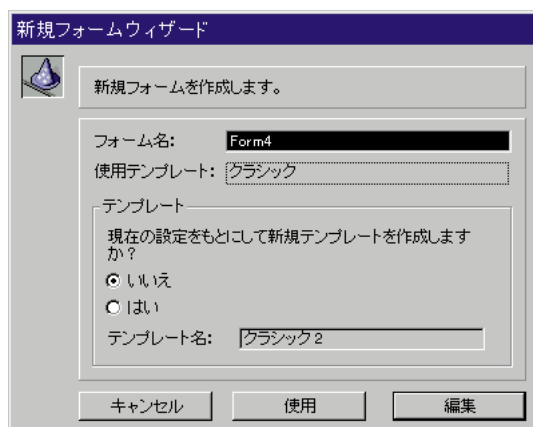 新規フォームウィザード
新規フォームを作成します。
フォーム名: Form4
使用テンプレート: クラシック
テンプレート
現在の設定をもとにして新規テンプレートを作成します
か?
いいえ
はい
テンプレート名: クラシック2
キャンセル 使用 編集